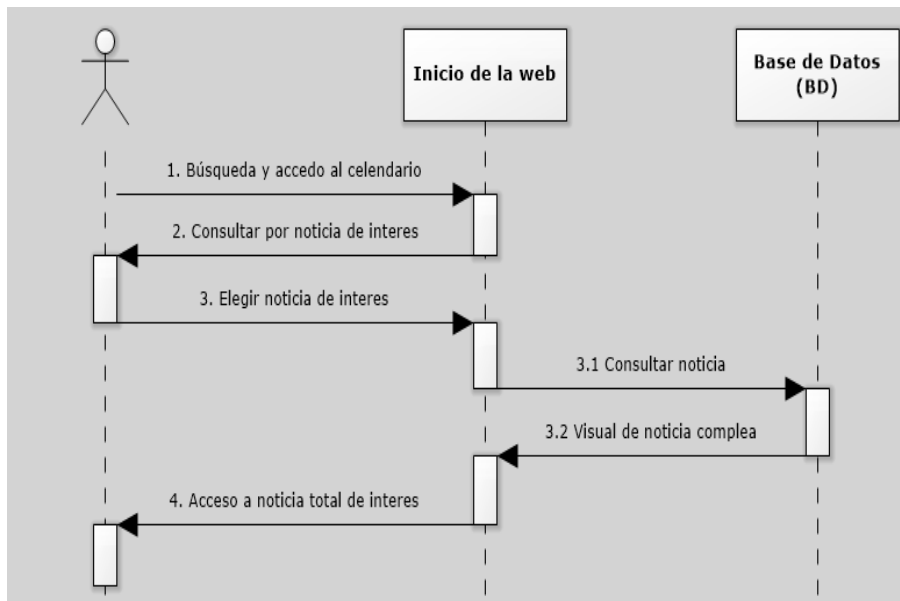 Inicio de la web
Base de Datos
(BD)
1. Búsqueda y accedo al celendario
2. Consultar por noticia de interes
3. Elegir noticia de interes
3.1 Consultar noticia
3.2 Visual de noticia complea
4. Acceso a noticia total de interes